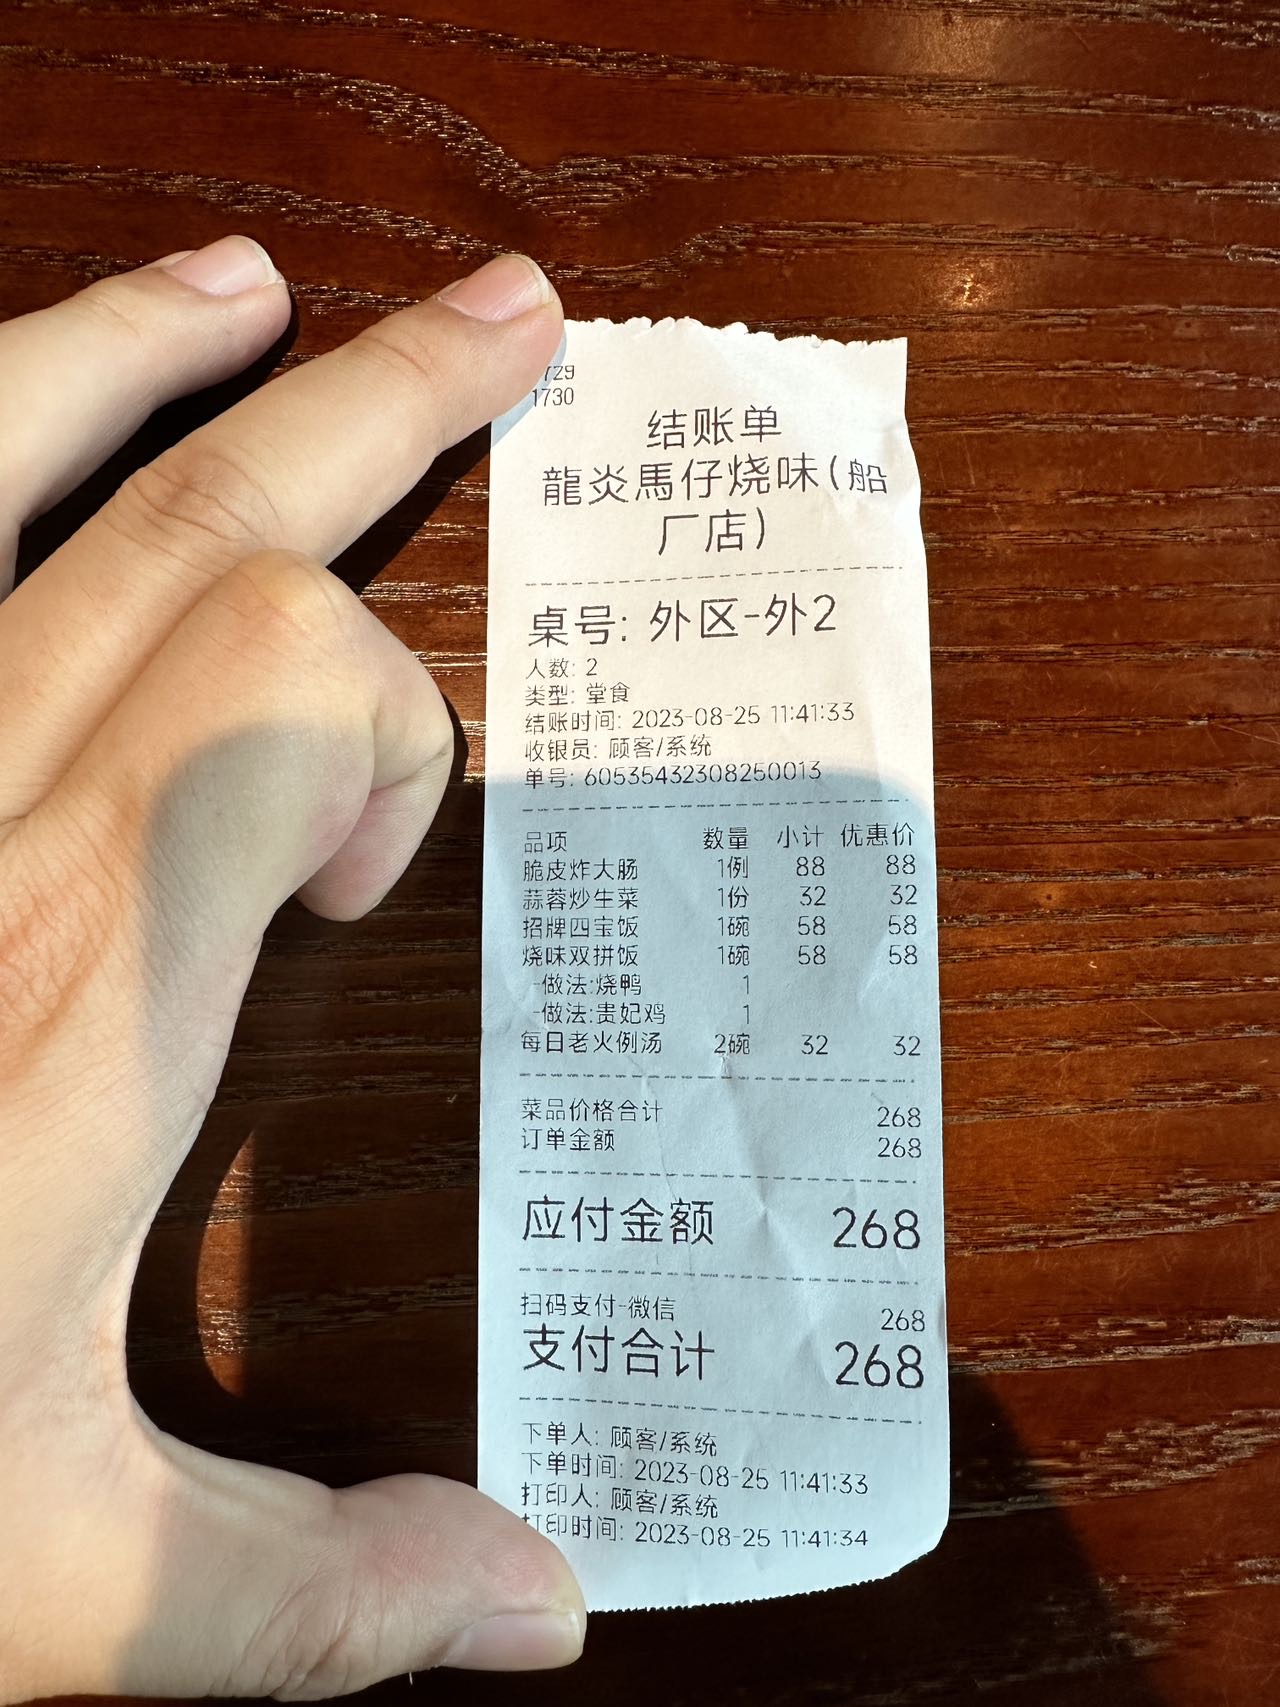 1730
结账单
龍炎馬仔烧味(船
厂店)
桌号: 外区-外2
人数: 2
类型: 堂食
结账时间: 2023-08-25 11:41:33
收银员: 顾客/系统
单号: 605354323082500​13
品项 数量 小计 优惠价
脆皮炸大肠 1例 88 88
蒜蓉炒生菜 1份 32 32
招牌四宝饭 1碗 58 58
烧味双拼饭 1碗 58 58
-做法:烧鸭 1
-做法:贵妃鸡 1
每日老火例汤 2碗 32 32
菜品价格合计 268
订单金额 268
应付金额 268
扫码支付-微信 268
支付合计 268
下单人: 顾客/系统
下单时间: 2023-08-25 11:41:33
打印人: 顾客/系统
打印时间: 2023-08-25 11:41:34